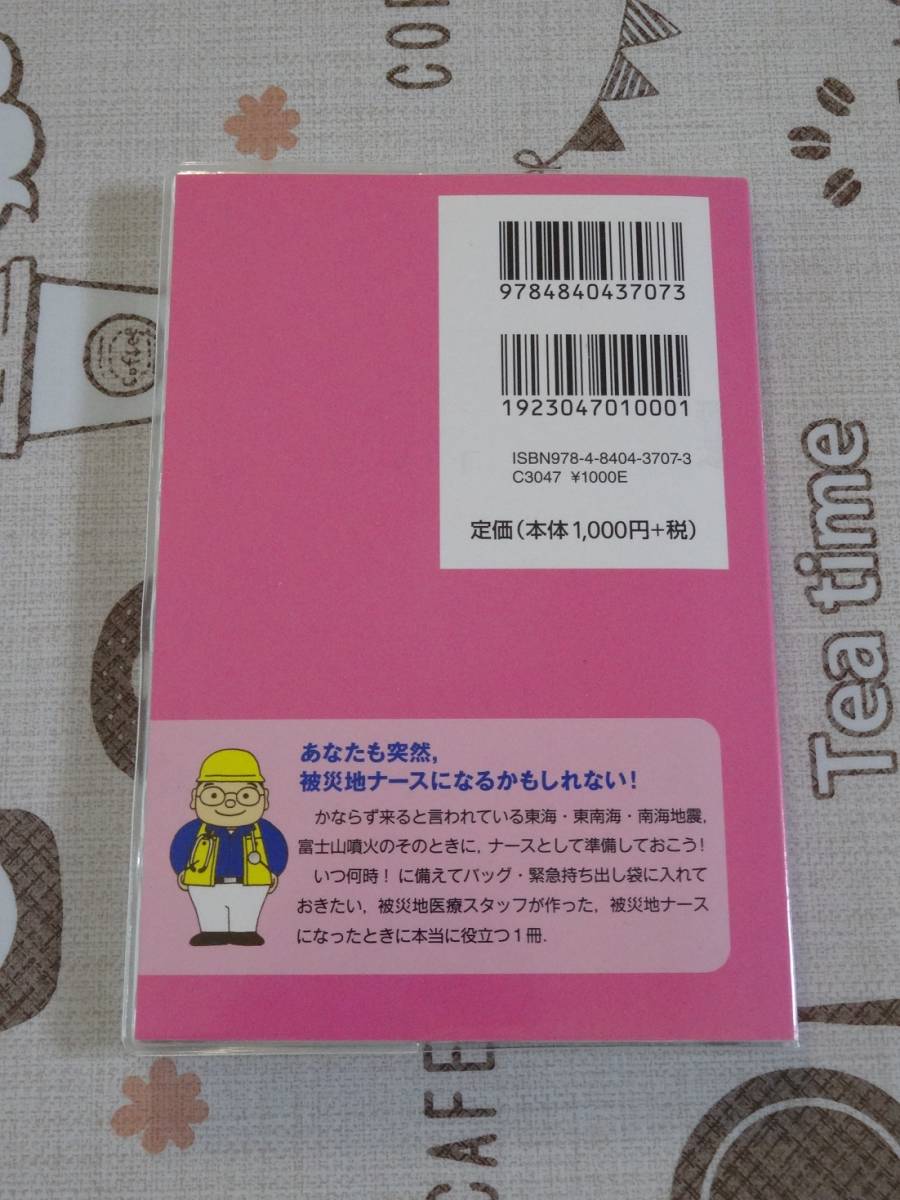 COF
9784840437073
1923047010001
ISBN978-4-8404-3707-3
C3047 ¥1000E
定価(本体1,000円+税)
Tea time
あなたも突然,
被災地ナースになるかもしれない!
かならず来ると言われている東海・東南海・南海地震,
富士山噴火のそのときに, ナースとして準備しておこう!
いつ何時! に備えてバッグ・緊急持ち出し袋に入れて
おきたい, 被災地医療スタッフが作った, 被災地ナース
になったときに本当に役立つ1冊.
CAFE